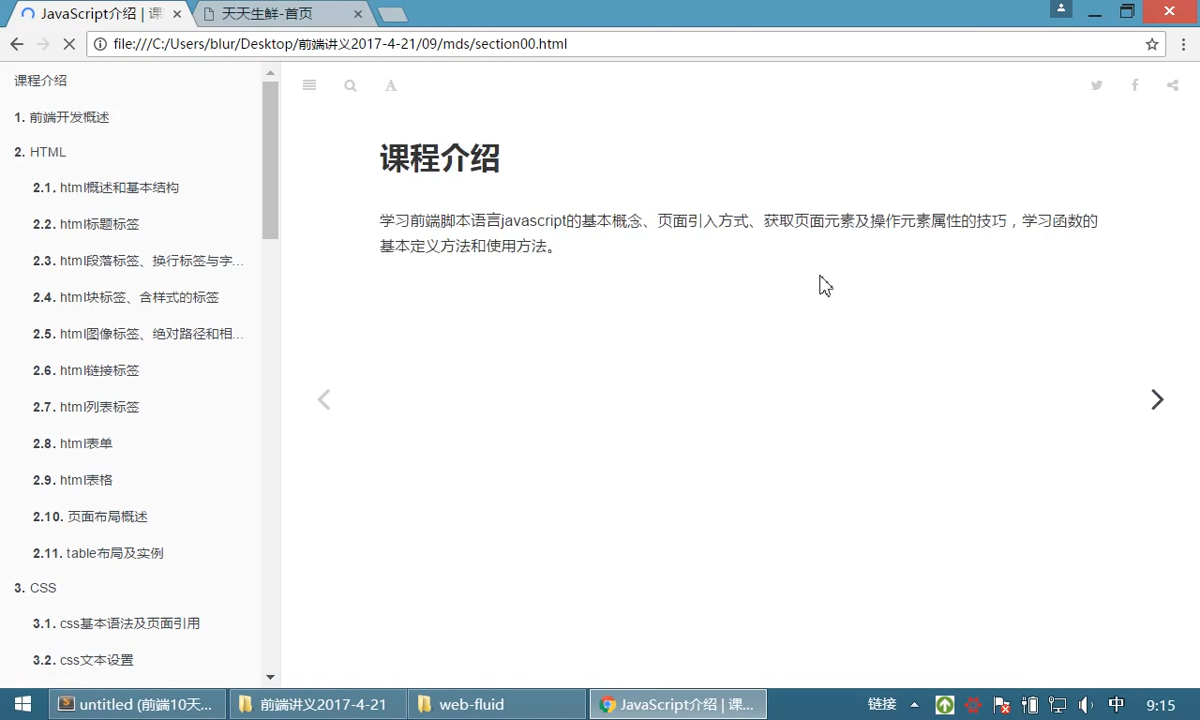 JavaScript介绍 | 课
天天生鲜-首页
file:///C:/Users/blur/Desktop/前端讲义2017-4-21/09/mds/section00.html
课程介绍
1. 前端开发概述
2. HTML
2.1. html概述和基本结构
2.2. html标题标签
2.3. html段落标签、换行标签与字...
2.4. html块标签、含样式的标签
2.5. html图像标签、绝对路径和相...
2.6. html链接标签
2.7. html列表标签
2.8. html表单
2.9. html表格
2.10. 页面布局概述
2.11. table布局及实例
3. CSS
3.1. css基本语法及页面引用
3.2. css文本设置
A
课程介绍
学习前端脚本语言javascript的基本概念、页面引入方式、获取页面元素及操作元素属性的技巧，学习函数的
基本定义方法和使用方法。
untitled (前端10天...
前端讲义2017-4-21
web-fluid
JavaScript介绍 | 课...
链接
中
9:15